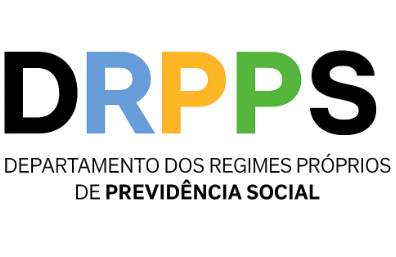 DRPPS
DEPARTAMENTO DOS REGIMES PRÓPRIOS
DE PREVIDÊNCIA SOCIAL